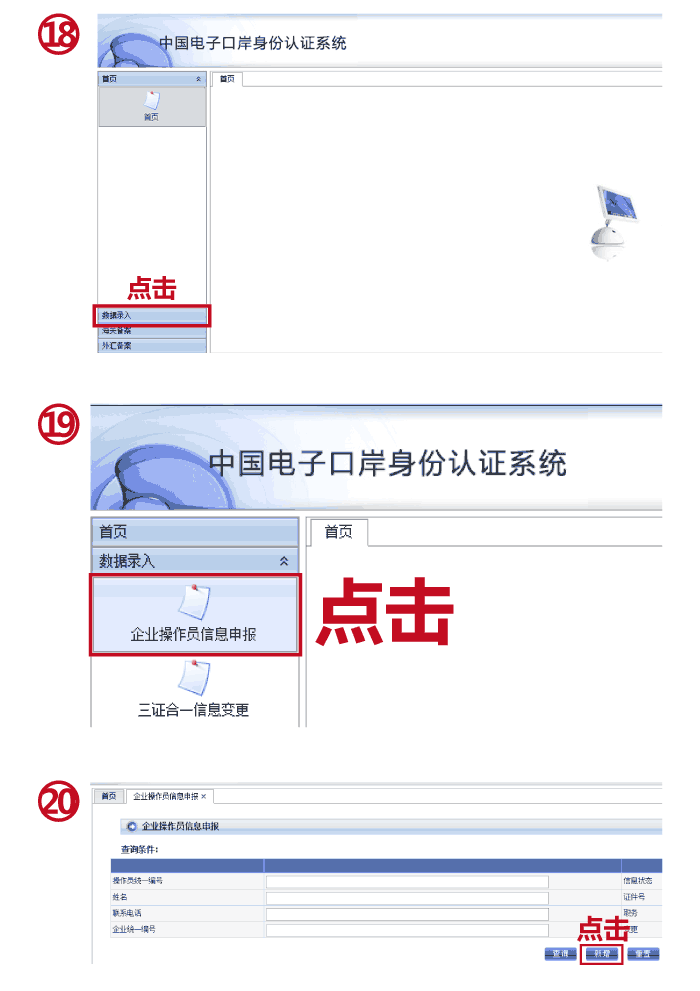 ⑱
中国电子口岸身份认证系统
首页
首页
首页
点击
数据录入
海关备案
外汇备案
⑲
中国电子口岸身份认证系统
首页
首页
数据录入
企业操作员信息申报
点击
三证合一信息变更
⑳
首页 企业操作员信息申报 ×
企业操作员信息申报
查询条件:
操作员统一编号 信息状态
姓名 证件号
联系电话 职务
企业统一编号 变更
点击
查询 新增 重置